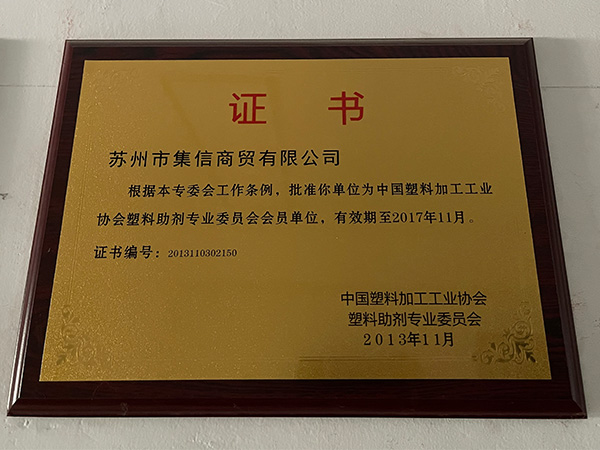 证书
苏州市集信商贸有限公司
根据本专委会工作条例，批准你单位为中国塑料加工工业
协会塑料助剂专业委员会会员单位，有效期至2017年11月。
证书编号：2013110302150
中国塑料加工工业协会
塑料助剂专业委员会
2013年11月